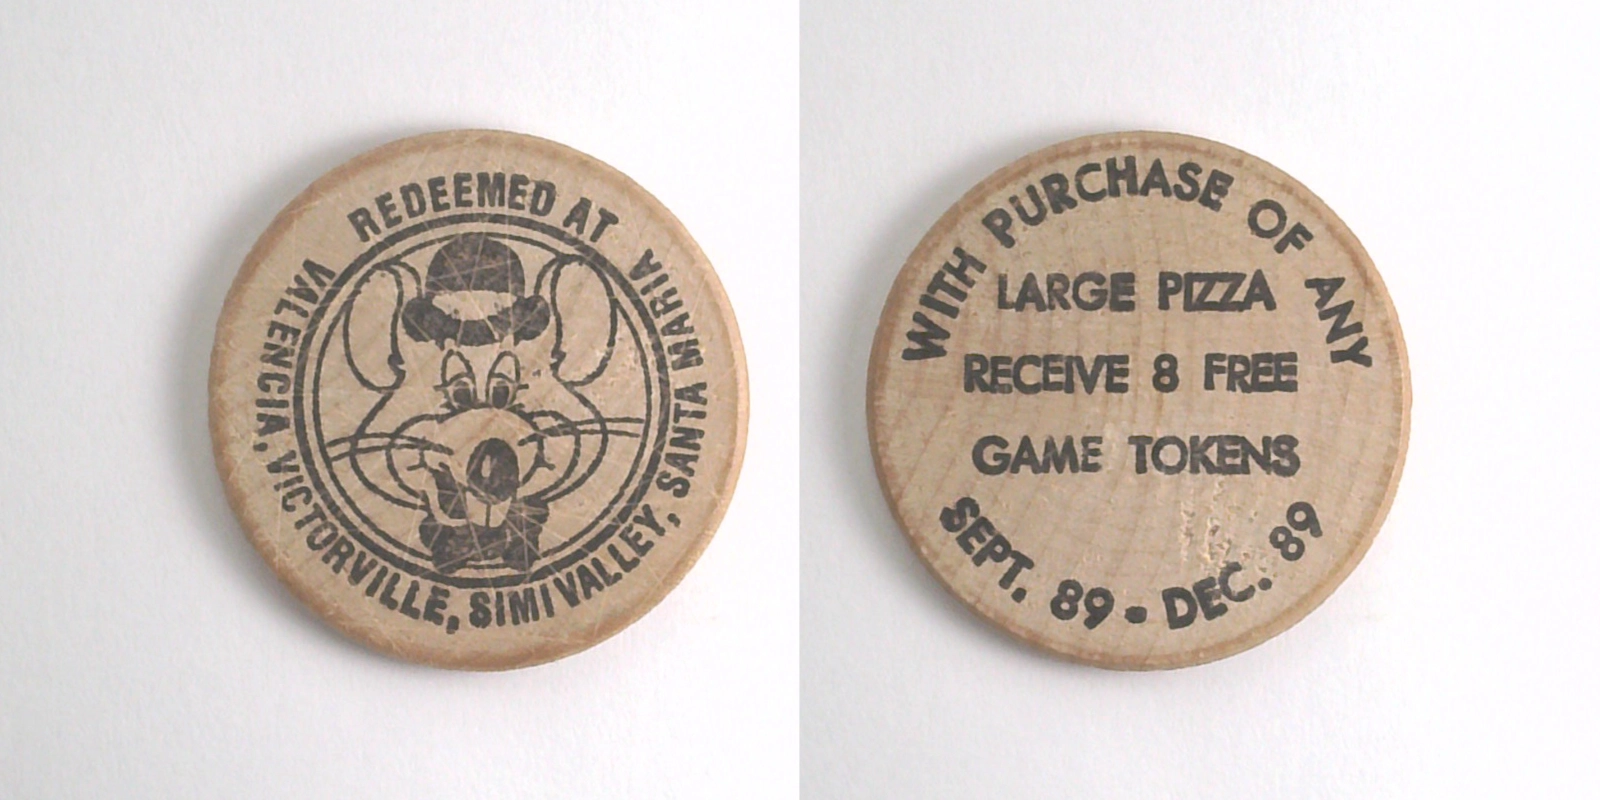 REDEEMED AT
VALENCIA, VICTORVILLE, SIMI VALLEY, SANTA MARIA
WITH PURCHASE OF ANY
LARGE PIZZA
RECEIVE 8 FREE
GAME TOKENS
SEPT. 89 - DEC. 89